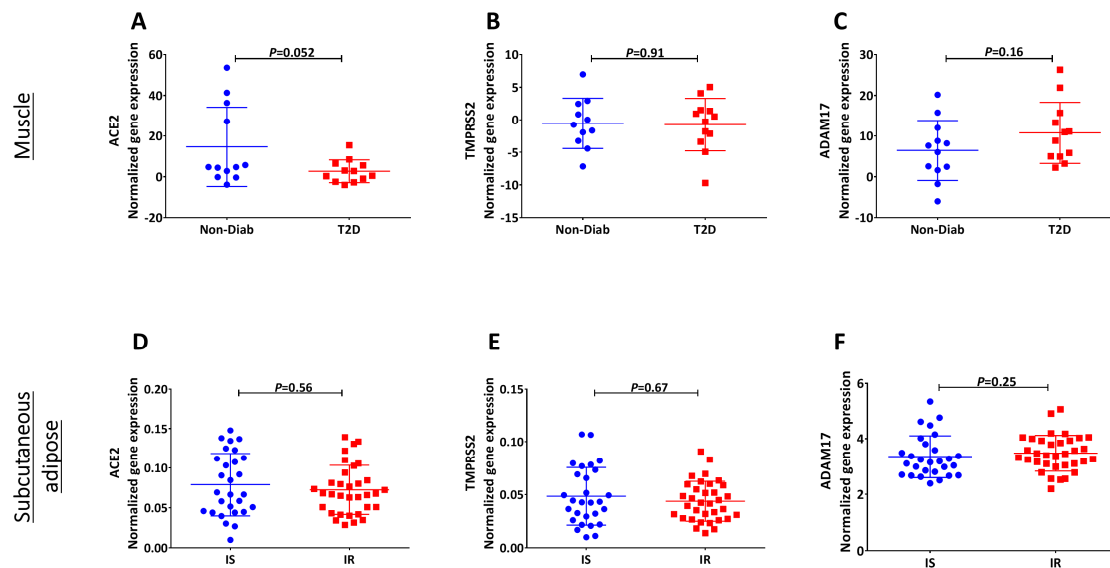 Muscle
A
ACE2
Normalized gene expression
P=0.052
60
40
20
0
-20
Non-Diab
T2D
B
TMPRSS2
Normalized gene expression
P=0.91
10
5
0
-5
-10
-15
Non-Diab
T2D
C
ADAM17
Normalized gene expression
P=0.16
30
20
10
0
-10
Non-Diab
T2D
Subcutaneous
adipose
D
ACE2
Normalized gene expression
P=0.56
0.20
0.15
0.10
0.05
0.00
IS
IR
E
TMPRSS2
Normalized gene expression
P=0.67
0.15
0.10
0.05
0.00
IS
IR
F
ADAM17
Normalized gene expression
P=0.25
6
4
2
0
IS
IR